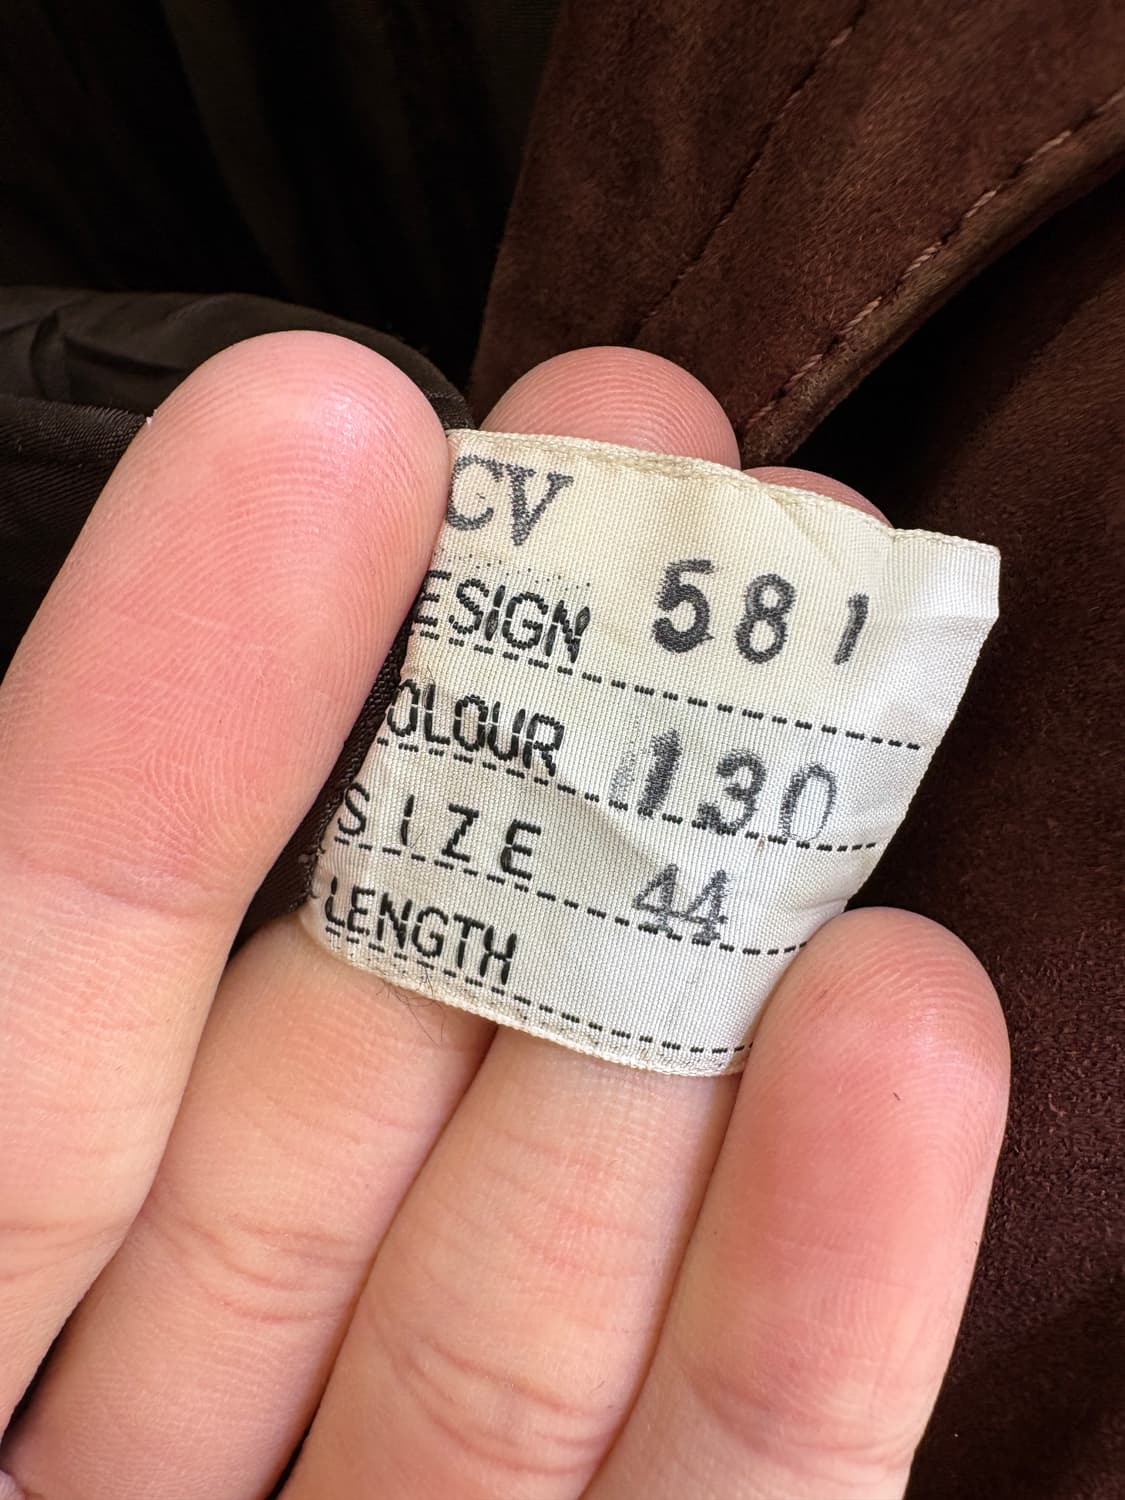 CV
ESIGN 581
OLOUR 130
SIZE 44
LENGTH